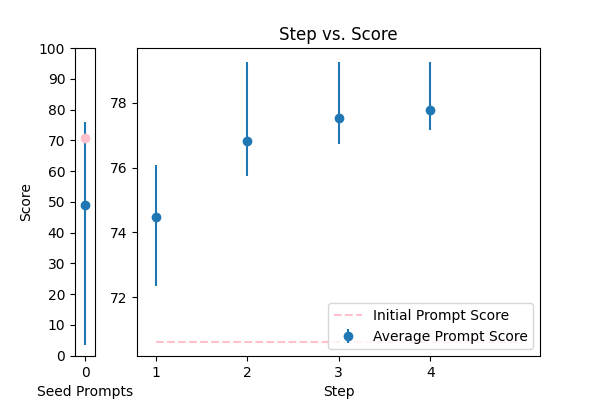 Step vs. Score
Score
100
90
80
70
60
50
40
30
20
10
0
0
Seed Prompts
78
76
74
72
1 2 3 4
Step
Initial Prompt Score
Average Prompt Score